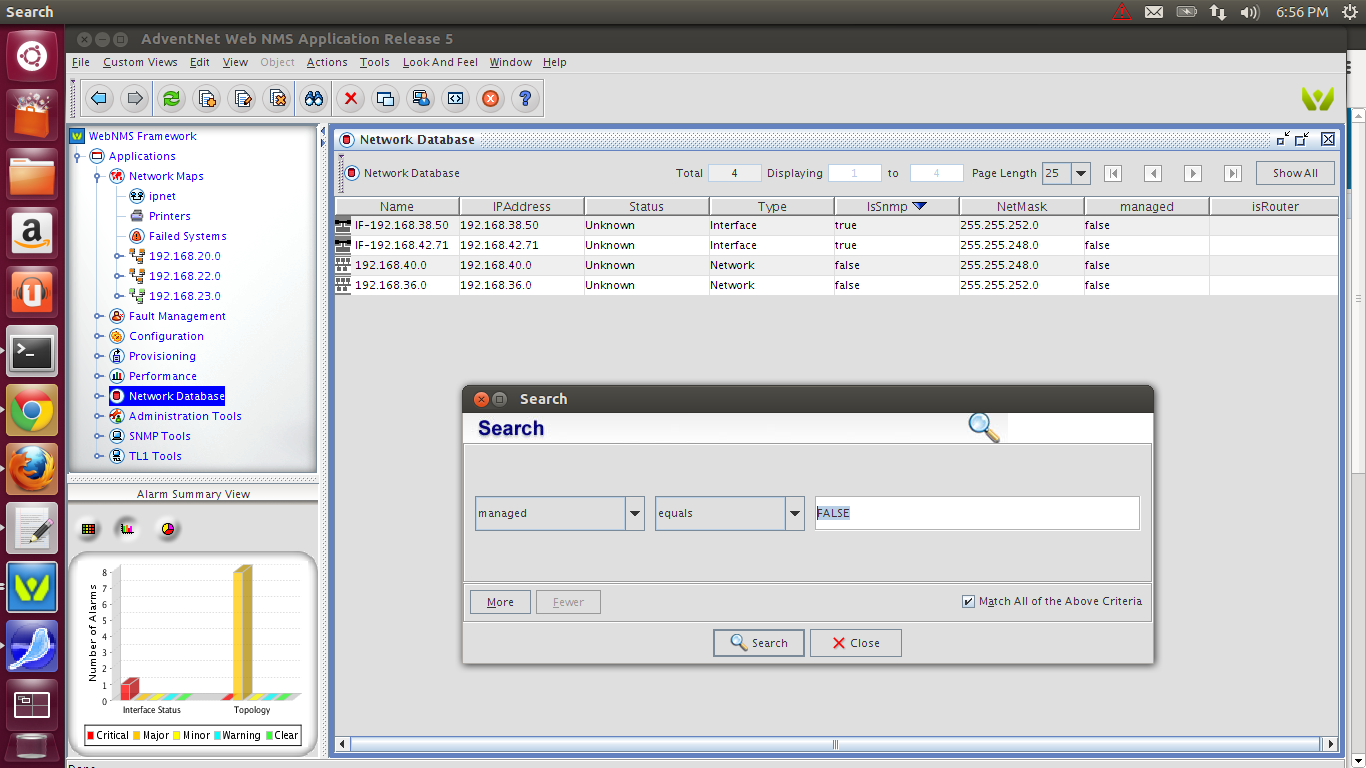 Search
6:56 PM
AdventNet Web NMS Application Release 5
File Custom Views Edit View Object Actions Tools Look And Feel Window Help
WebNMS Framework
Applications
Network Maps
ipnet
Printers
Failed Systems
192.168.20.0
192.168.22.0
192.168.23.0
Fault Management
Configuration
Provisioning
Performance
Network Database
Administration Tools
SNMP Tools
TL1 Tools
Alarm Summary View
Number of Alarms
8
7
6
5
4
3
2
1
0
Interface Status Topology
Critical Major Minor Warning Clear
Network Database
Network Database Total 4 Displaying 1 to 4 Page Length 25 Show All
Name IPAddress Status Type IsSnmp NetMask managed isRouter
IF-192.168.38.50 192.168.38.50 Unknown Interface true 255.255.252.0 false
IF-192.168.42.71 192.168.42.71 Unknown Interface true 255.255.248.0 false
192.168.40.0 192.168.40.0 Unknown Network false 255.255.248.0 false
192.168.36.0 192.168.36.0 Unknown Network false 255.255.252.0 false
Search
Search
managed equals FALSE
More Fewer Match All of the Above Criteria
Search Close